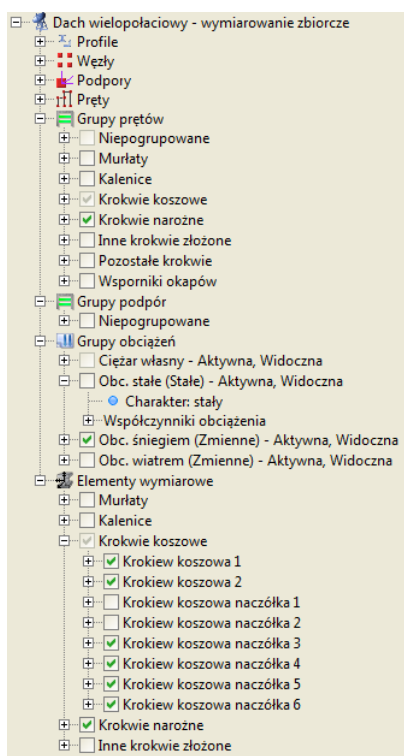 Dach wielopołaciowy - wymiarowanie zbiorcze
Profile
Węzły
Podpory
Pręty
Grupy prętów
Niepogrupowane
Murłaty
Kalenice
Krokwie koszowe
Krokwie narożne
Inne krokwie złożone
Pozostałe krokwie
Wsporniki okapów
Grupy podpór
Niepogrupowane
Grupy obciążeń
Ciężar własny - Aktywna, Widoczna
Obc. stałe (Stałe) - Aktywna, Widoczna
Charakter: stały
Współczynniki obciążenia
Obc. śniegiem (Zmienne) - Aktywna, Widoczna
Obc. wiatrem (Zmienne) - Aktywna, Widoczna
Elementy wymiarowe
Murłaty
Kalenice
Krokwie koszowe
Krokiew koszowa 1
Krokiew koszowa 2
Krokiew koszowa naczółka 1
Krokiew koszowa naczółka 2
Krokiew koszowa naczółka 3
Krokiew koszowa naczółka 4
Krokiew koszowa naczółka 5
Krokiew koszowa naczółka 6
Krokwie narożne
Inne krokwie złożone